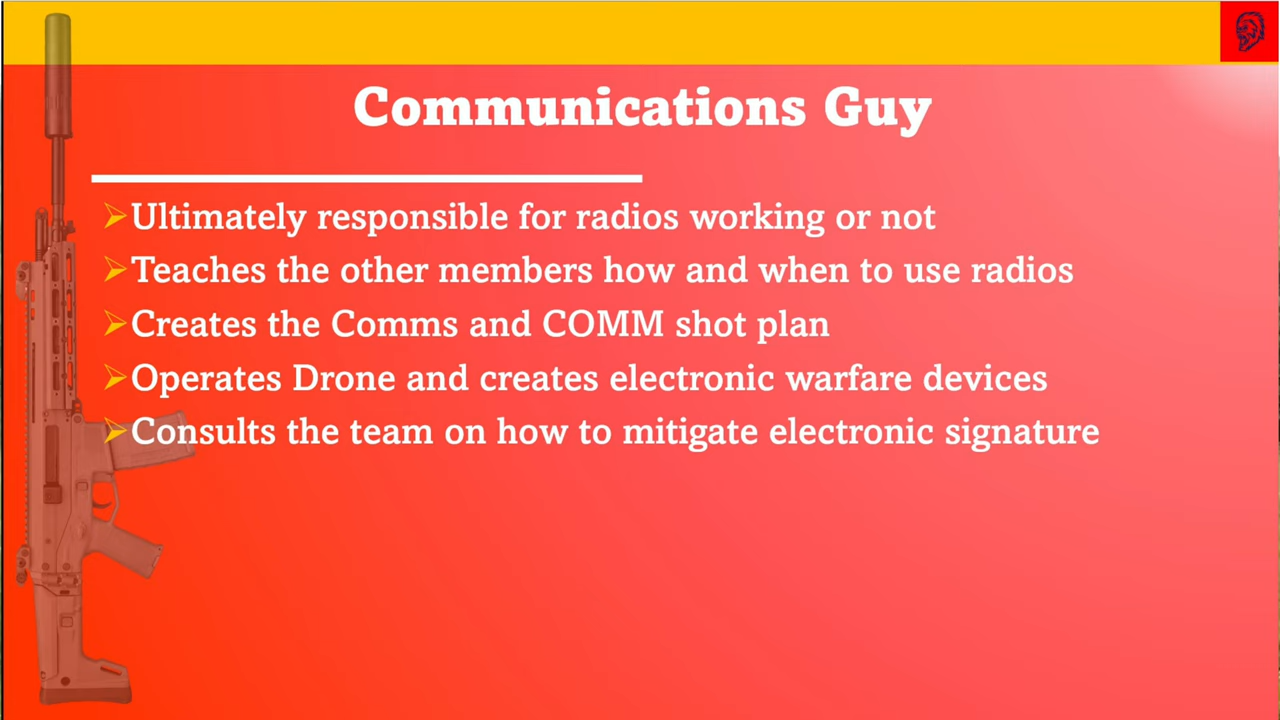 Communications Guy
Ultimately responsible for radios working or not
Teaches the other members how and when to use radios
Creates the Comms and COMM shot plan
Operates Drone and creates electronic warfare devices
Consults the team on how to mitigate electronic signature